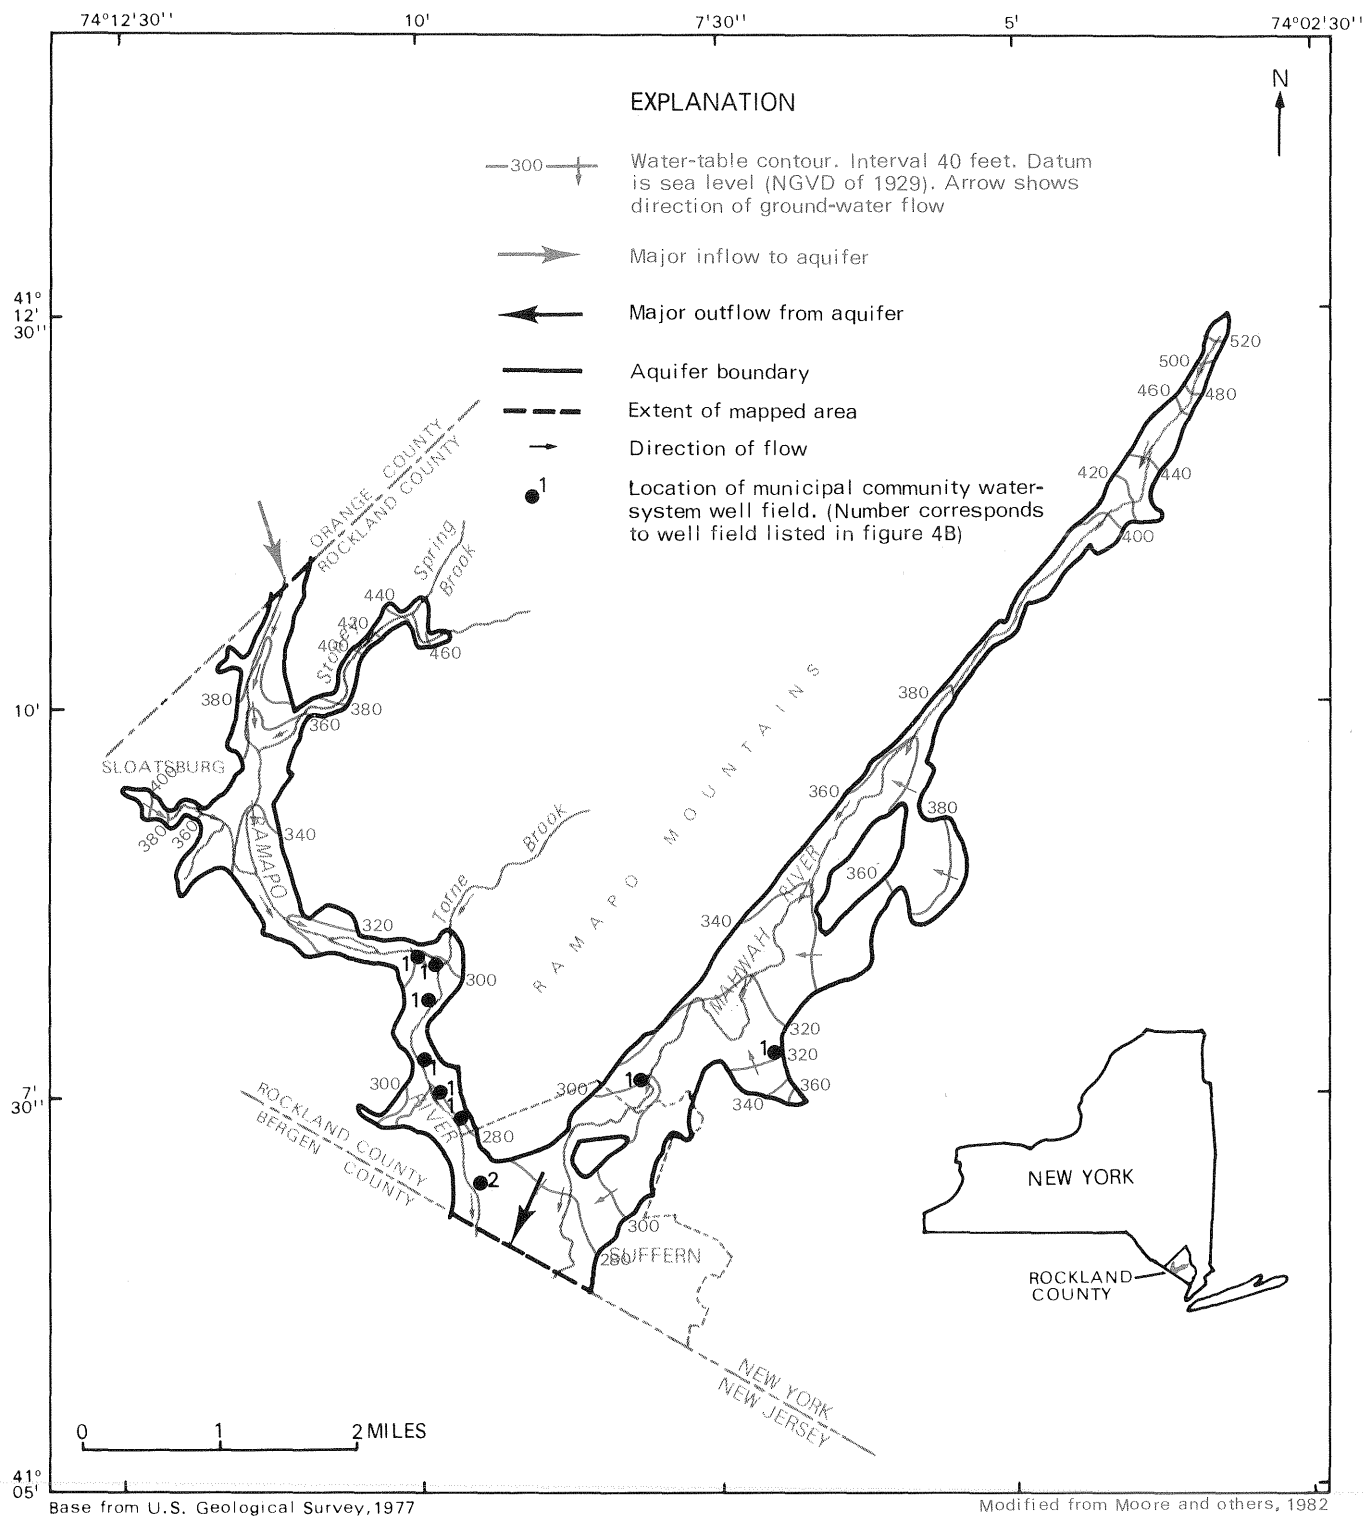 74°12'30''
10'
7'30''
5'
74°02'30''
N
EXPLANATION
300
Water-table contour. Interval 40 feet. Datum
is sea level (NGVD of 1929). Arrow shows
direction of ground-water flow
Major inflow to aquifer
Major outflow from aquifer
Aquifer boundary
Extent of mapped area
Direction of flow
1
Location of municipal community water-
system well field. (Number corresponds
to well field listed in figure 4B)
41°
12'
30''
520
500
460
480
420
440
400
ORANGE COUNTY
ROCKLAND COUNTY
Stoney
Spring
Brook
440
420
400
460
380
380
360
380
10'
SLOATSBURG
400
380
360
340
RAMAPO
RIVER
Torne
Brook
320
300
RAMAPO MOUNTAINS
360
380
360
MAHWAH
RIVER
340
320
320
360
340
1
1
1
1
1
1
1
1
2
300
300
280
300
280
SUFFERN
7'
30''
ROCKLAND COUNTY
BERGEN COUNTY
NEW YORK
ROCKLAND
COUNTY
NEW YORK
NEW JERSEY
0
1
2 MILES
41°
05'
Base from U.S. Geological Survey, 1977
Modified from Moore and others, 1982